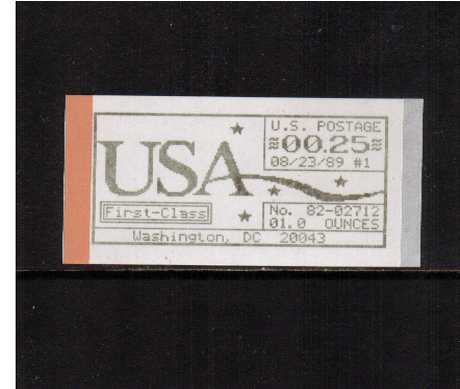 USA
U.S. POSTAGE
00.25
08/23/89 #1
First-Class
No. 82-02712
01.0 OUNCES
Washington, DC 20043